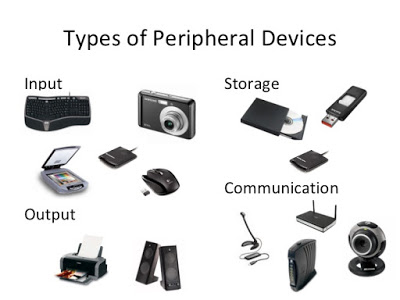 Types of Peripheral Devices
Input
Storage
Communication
Output